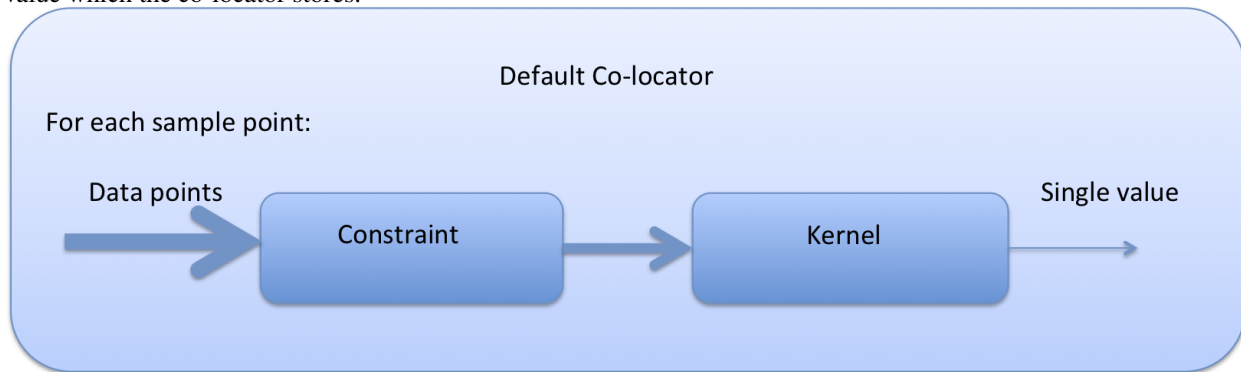 value which the co-locator stores.
Default Co-locator
For each sample point:
Data points
Single value
Constraint
Kernel